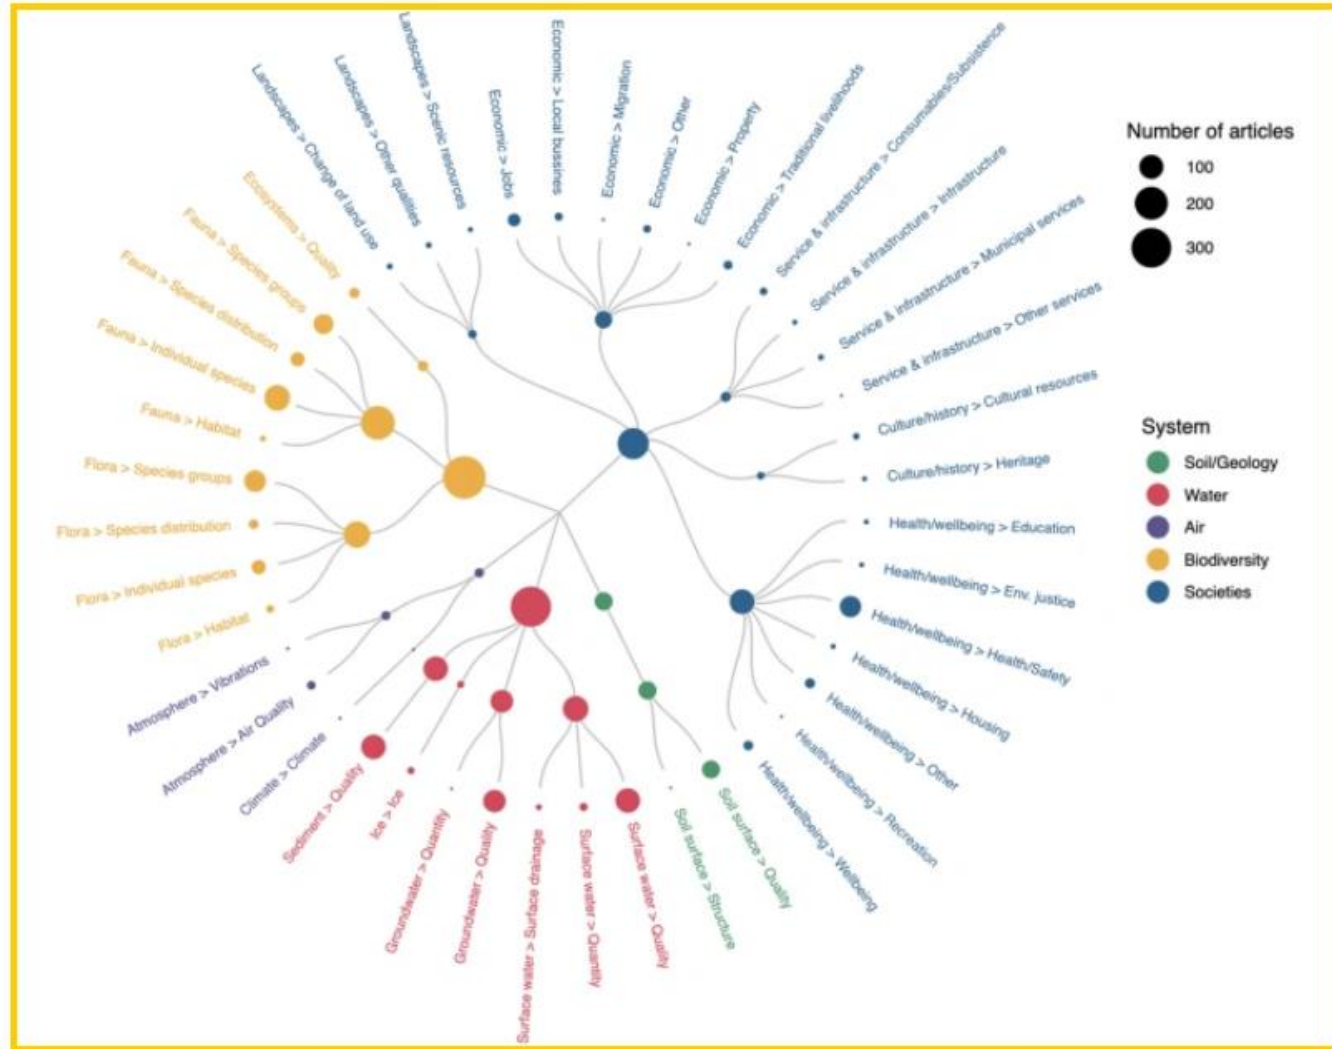 Landscapes > Change of land use
Landscapes > Other qualities
Landscapes > Scenic resources
Economic > Jobs
Economic > Local bussines
Economic > Migration
Economic > Other
Economic > Property
Economic > Traditional livelihoods
Service & infrastructure > Consumables/Subsistence
Service & infrastructure > Infrastructure
Service & infrastructure > Municipal services
Service & infrastructure > Other services
Culture/history > Cultural resources
Culture/history > Heritage
Health/wellbeing > Education
Health/wellbeing > Env. justice
Health/wellbeing > Health/Safety
Health/wellbeing > Housing
Health/wellbeing > Other
Health/wellbeing > Recreation
Health/wellbeing > Wellbeing
Soil surface > Quality
Soil surface > Structure
Surface water > Quality
Surface water > Quantity
Surface water > Surface drainage
Groundwater > Quality
Groundwater > Quantity
Ice > Ice
Sediment > Quality
Climate > Climate
Atmosphere > Air Quality
Atmosphere > Vibrations
Flora > Habitat
Flora > Individual species
Flora > Species distribution
Flora > Species groups
Fauna > Habitat
Fauna > Individual species
Fauna > Species distribution
Fauna > Species groups
Ecosystems > Quality
Number of articles
100
200
300
System
Soil/Geology
Water
Air
Biodiversity
Societies